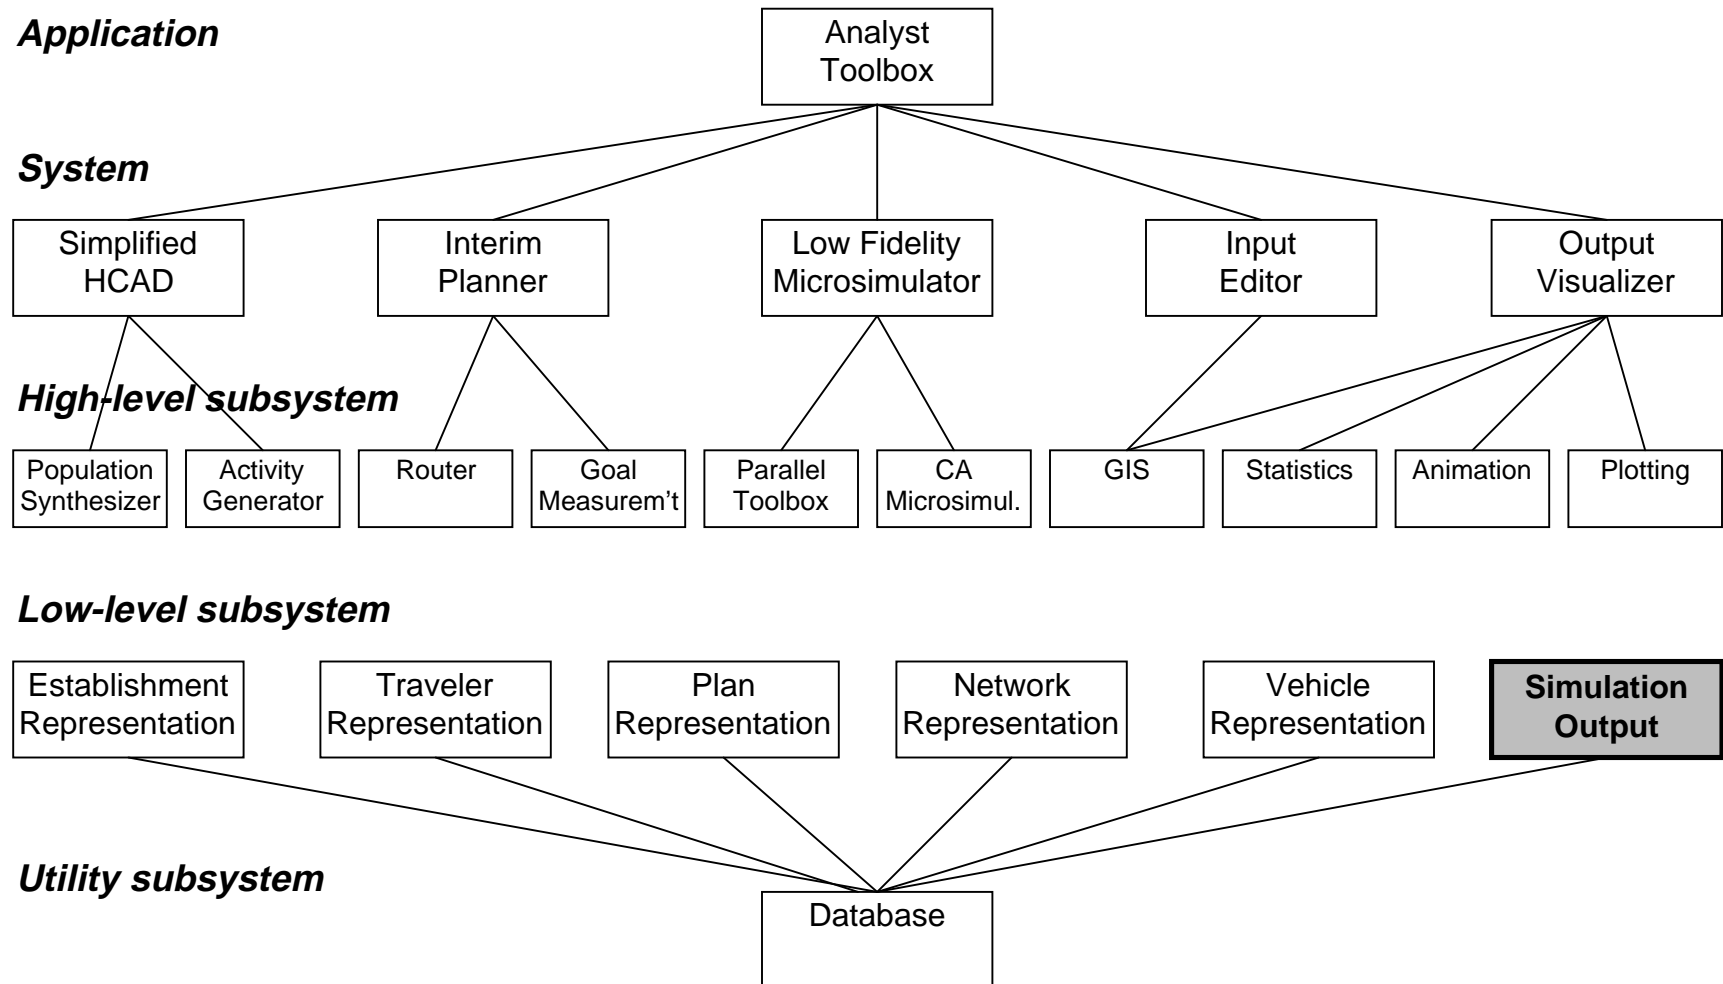 Application
Analyst
Toolbox
System
Simplified
HCAD
Interim
Planner
Low Fidelity
Microsimulator
Input
Editor
Output
Visualizer
High-level subsystem
Population
Synthesizer
Activity
Generator
Router
Goal
Measurem't
Parallel
Toolbox
CA
Microsimul.
GIS
Statistics
Animation
Plotting
Low-level subsystem
Establishment
Representation
Traveler
Representation
Plan
Representation
Network
Representation
Vehicle
Representation
Simulation
Output
Utility subsystem
Database